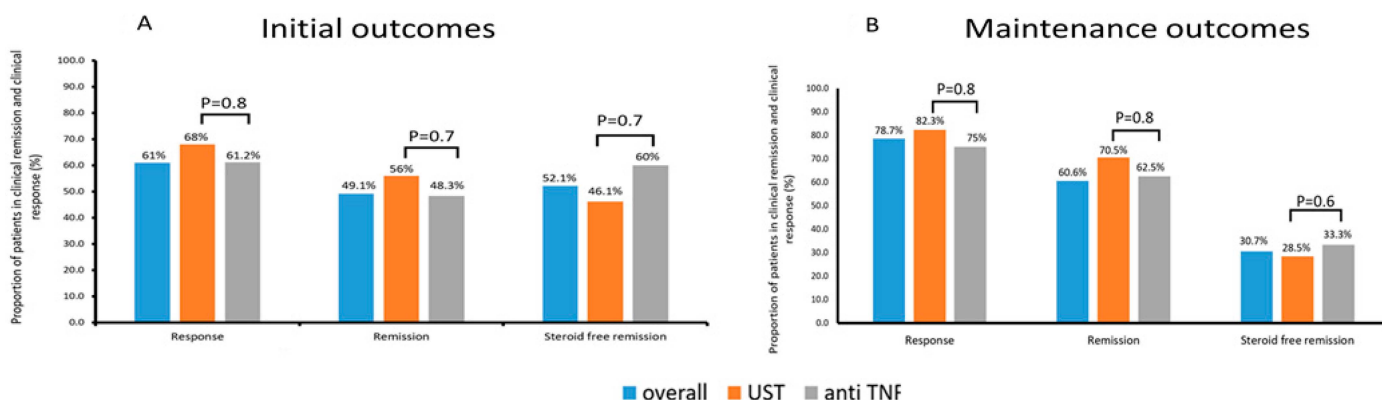 A
Initial outcomes
Proportion of patients in clinical remission and clinical
response (%)
100.0
90.0
80.0
70.0
60.0
50.0
40.0
30.0
20.0
10.0
0.0
P=0.8
61%
68%
61.2%
P=0.7
49.1%
56%
48.3%
P=0.7
52.1%
46.1%
60%
Response
Remission
Steroid free remission
B
Maintenance outcomes
Proportion of patients in clinical remission and clinical
response (%)
100.0
90.0
80.0
70.0
60.0
50.0
40.0
30.0
20.0
10.0
0.0
P=0.8
78.7%
82.3%
75%
P=0.8
60.6%
70.5%
62.5%
P=0.6
30.7%
28.5%
33.3%
Response
Remission
Steroid free remission
overall
UST
anti TNF